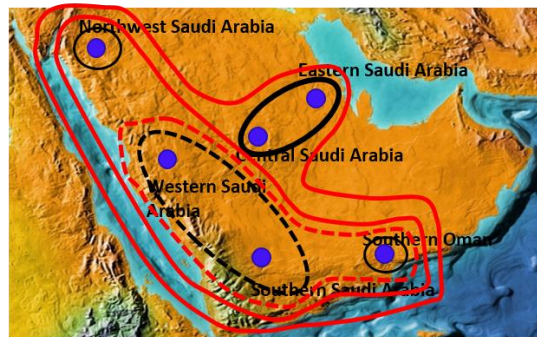 Northwest Saudi Arabia
Eastern Saudi Arabia
Central Saudi Arabia
Western Saudi
Arabia
Southern Oman
Southern Saudi Arabia